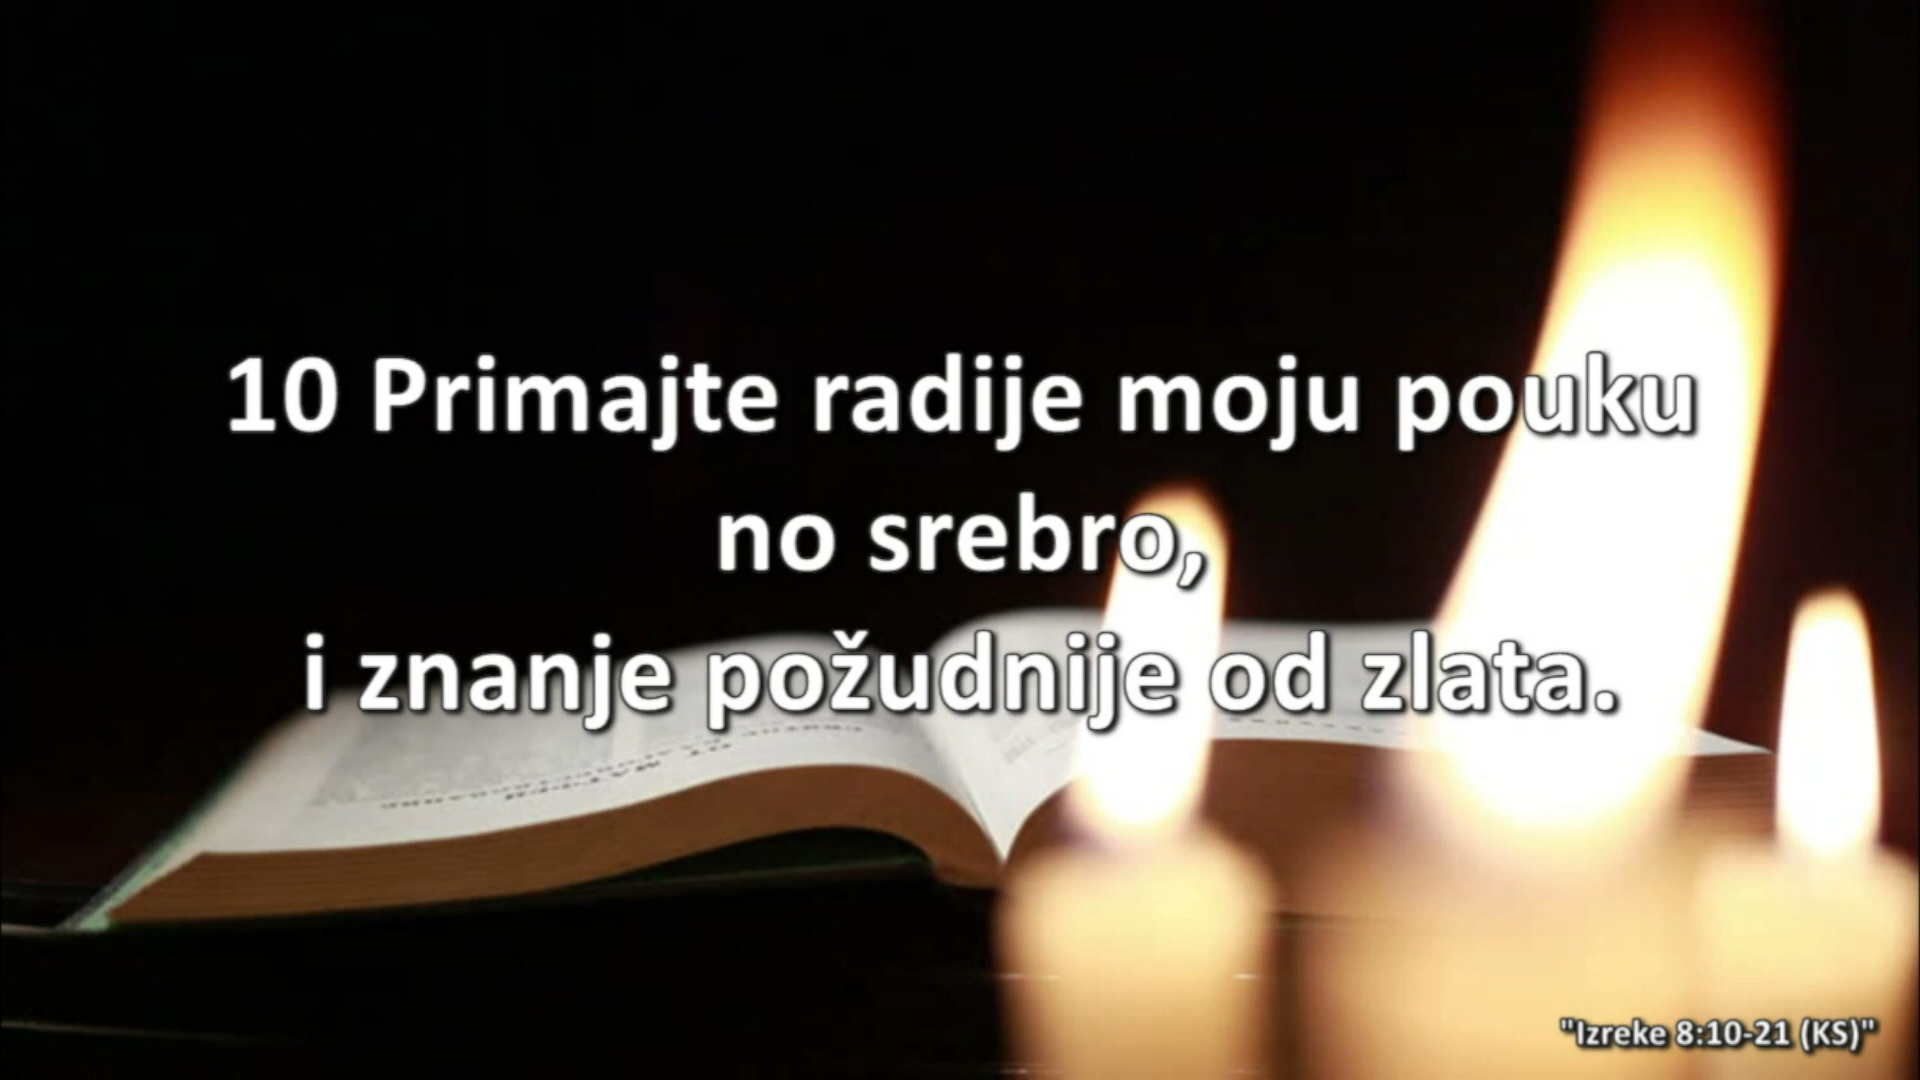 10 Primajte radije moju pouku
no srebro,
i znanje požudnije od zlata.
"Izreke 8:10-21 (KS)"